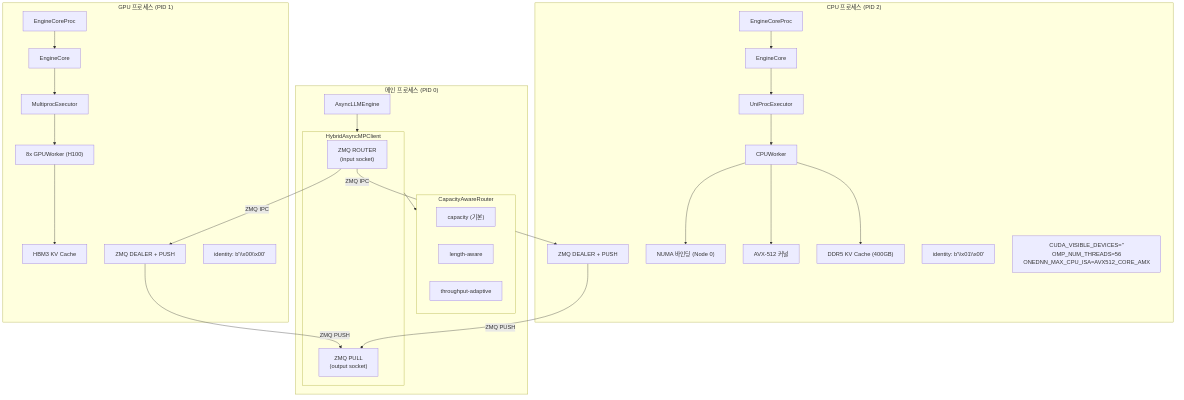 GPU 프로세스 (PID 1)
EngineCoreProc
EngineCore
MultiprocExecutor
8x GPUWorker (H100)
HBM3 KV Cache
ZMQ DEALER + PUSH
identity: b'\x00\x00'
메인 프로세스 (PID 0)
AsyncLLMEngine
HybridAsyncMPClient
ZMQ ROUTER
(input socket)
ZMQ IPC
ZMQ IPC
CapacityAwareRouter
capacity (기본)
length-aware
throughput-adaptive
ZMQ PUSH
ZMQ PUSH
ZMQ PULL
(output socket)
CPU 프로세스 (PID 2)
EngineCoreProc
EngineCore
UniProcExecutor
CPUWorker
ZMQ DEALER + PUSH
NUMA 바인딩 (Node 0)
AVX-512 커널
DDR5 KV Cache (400GB)
identity: b'\x01\x00'
CUDA_VISIBLE_DEVICES=''
OMP_NUM_THREADS=56
ONEDNN_MAX_CPU_ISA=AVX512_CORE_AMX